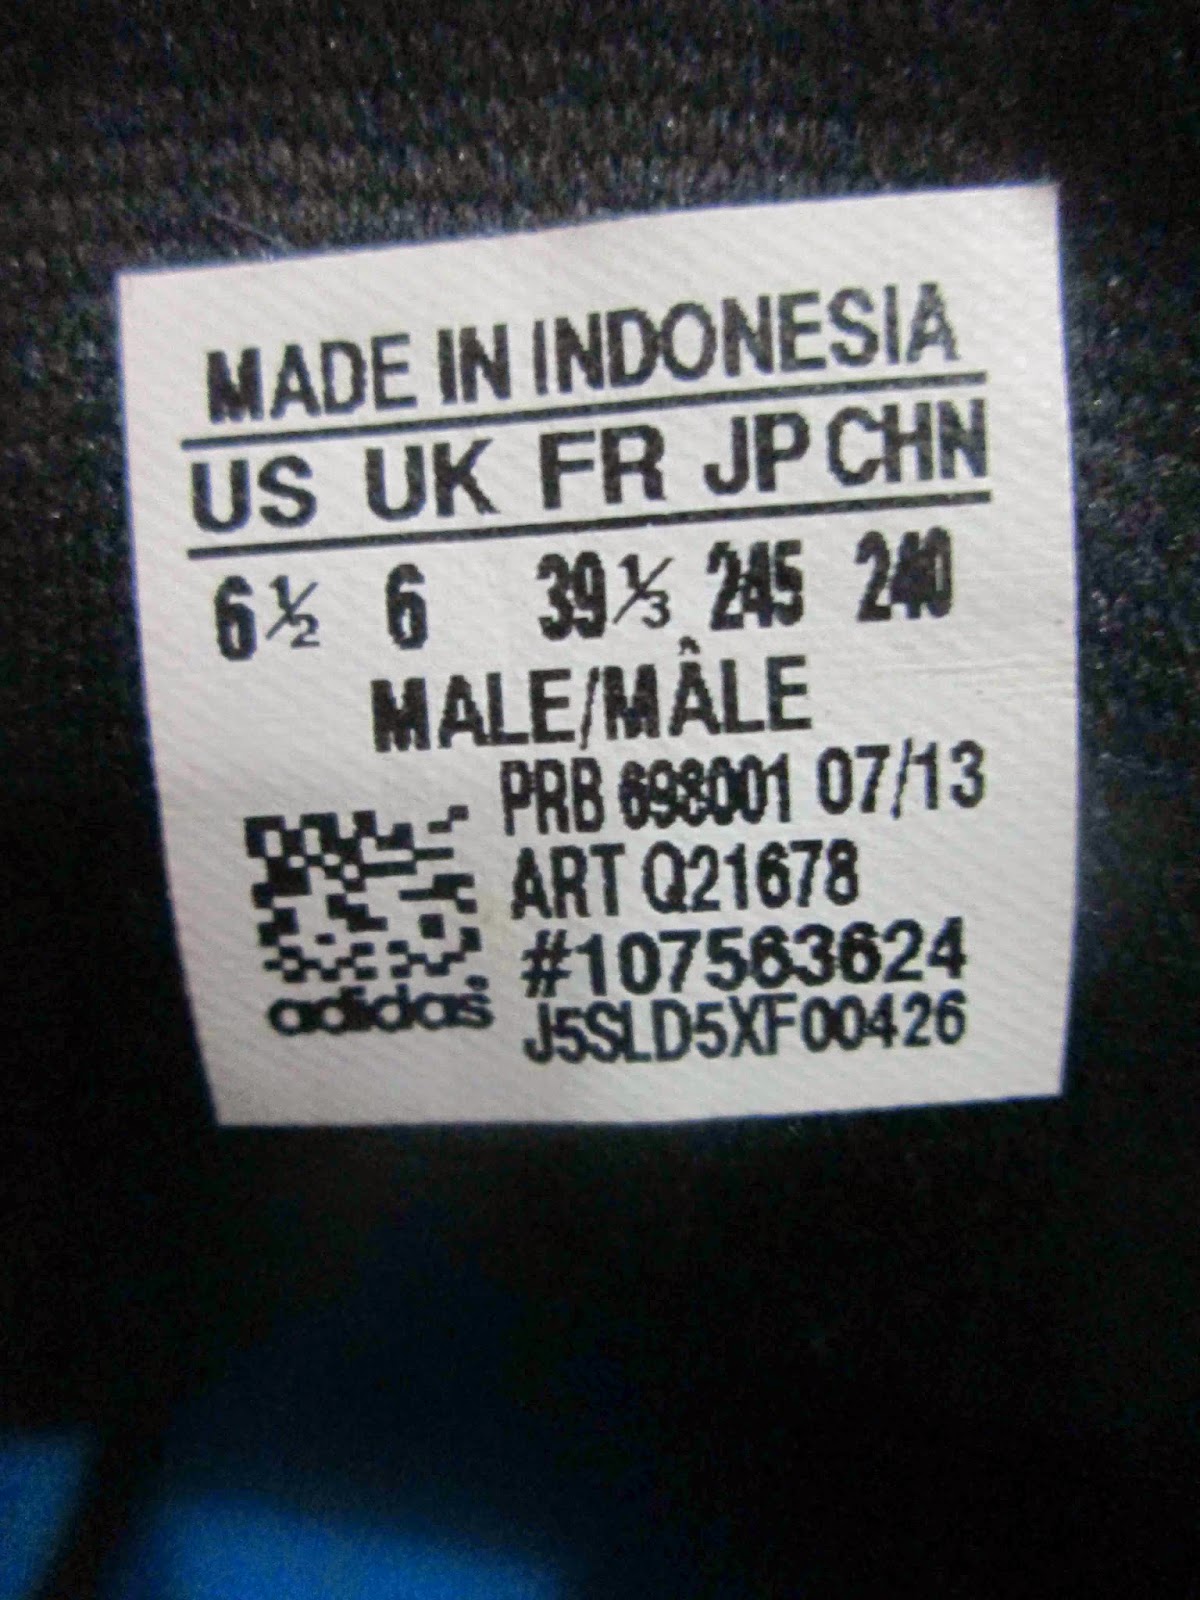 MADE IN INDONESIA
US UK FR JP CHN
6½ 6 39⅓ 245 240
MALE/MÂLE
PRB 698001 07/13
ART Q21678
#107563624
adidas J5SLD5XF00426